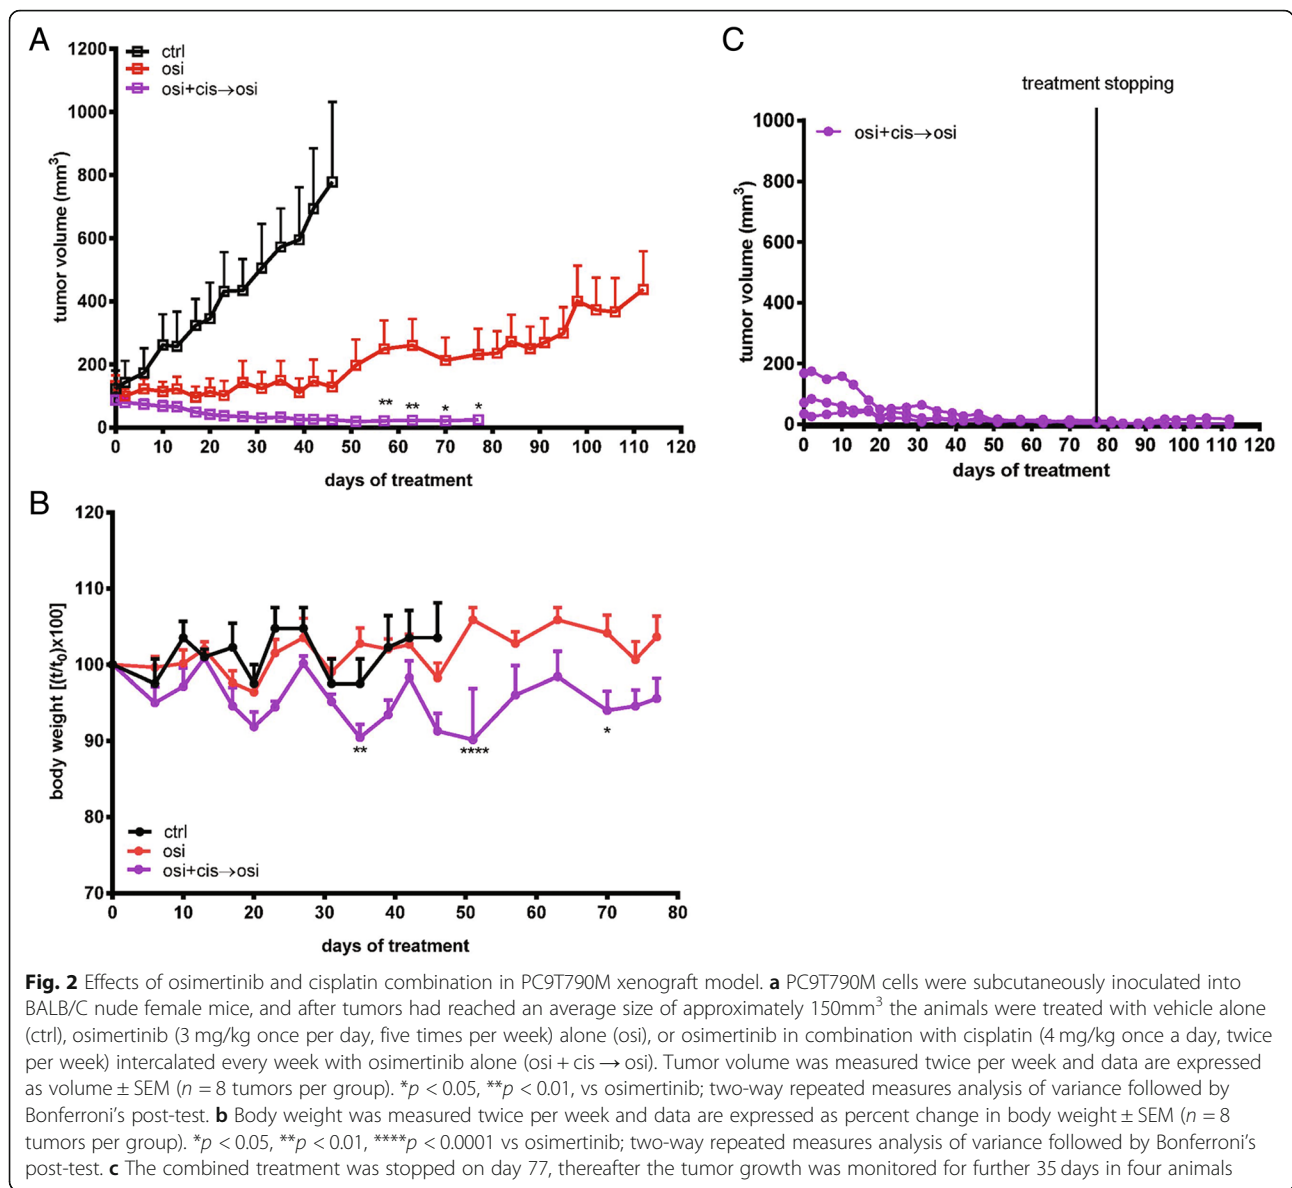 A
1200
1000
800
600
400
200
0
tumor volume (mm³)
ctrl
osi
osi+cis→osi
** ** * *
0 10 20 30 40 50 60 70 80 90 100 110 120
days of treatment
C
treatment stopping
1000
800
600
400
200
0
tumor volume (mm³)
osi+cis→osi
0 10 20 30 40 50 60 70 80 90 100 110 120
days of treatment
B
120
110
100
90
80
70
body weight [(t/t₀)x100]
** **** *
ctrl
osi
osi+cis→osi
0 10 20 30 40 50 60 70 80
days of treatment
Fig. 2 Effects of osimertinib and cisplatin combination in PC9T790M xenograft model. a PC9T790M cells were subcutaneously inoculated into
BALB/C nude female mice, and after tumors had reached an average size of approximately 150mm³ the animals were treated with vehicle alone
(ctrl), osimertinib (3 mg/kg once per day, five times per week) alone (osi), or osimertinib in combination with cisplatin (4 mg/kg once a day, twice
per week) intercalated every week with osimertinib alone (osi + cis → osi). Tumor volume was measured twice per week and data are expressed
as volume ± SEM (n = 8 tumors per group). *p < 0.05, **p < 0.01, vs osimertinib; two-way repeated measures analysis of variance followed by
Bonferroni's post-test. b Body weight was measured twice per week and data are expressed as percent change in body weight ± SEM (n = 8
tumors per group). *p < 0.05, **p < 0.01, ****p < 0.0001 vs osimertinib; two-way repeated measures analysis of variance followed by Bonferroni's
post-test. c The combined treatment was stopped on day 77, thereafter the tumor growth was monitored for further 35 days in four animals